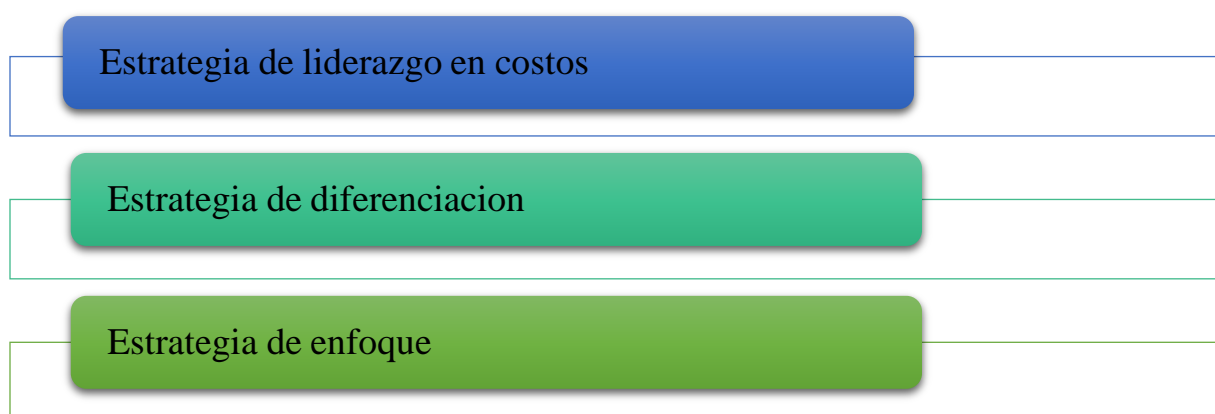 Estrategia de liderazgo en costos
Estrategia de diferenciacion
Estrategia de enfoque